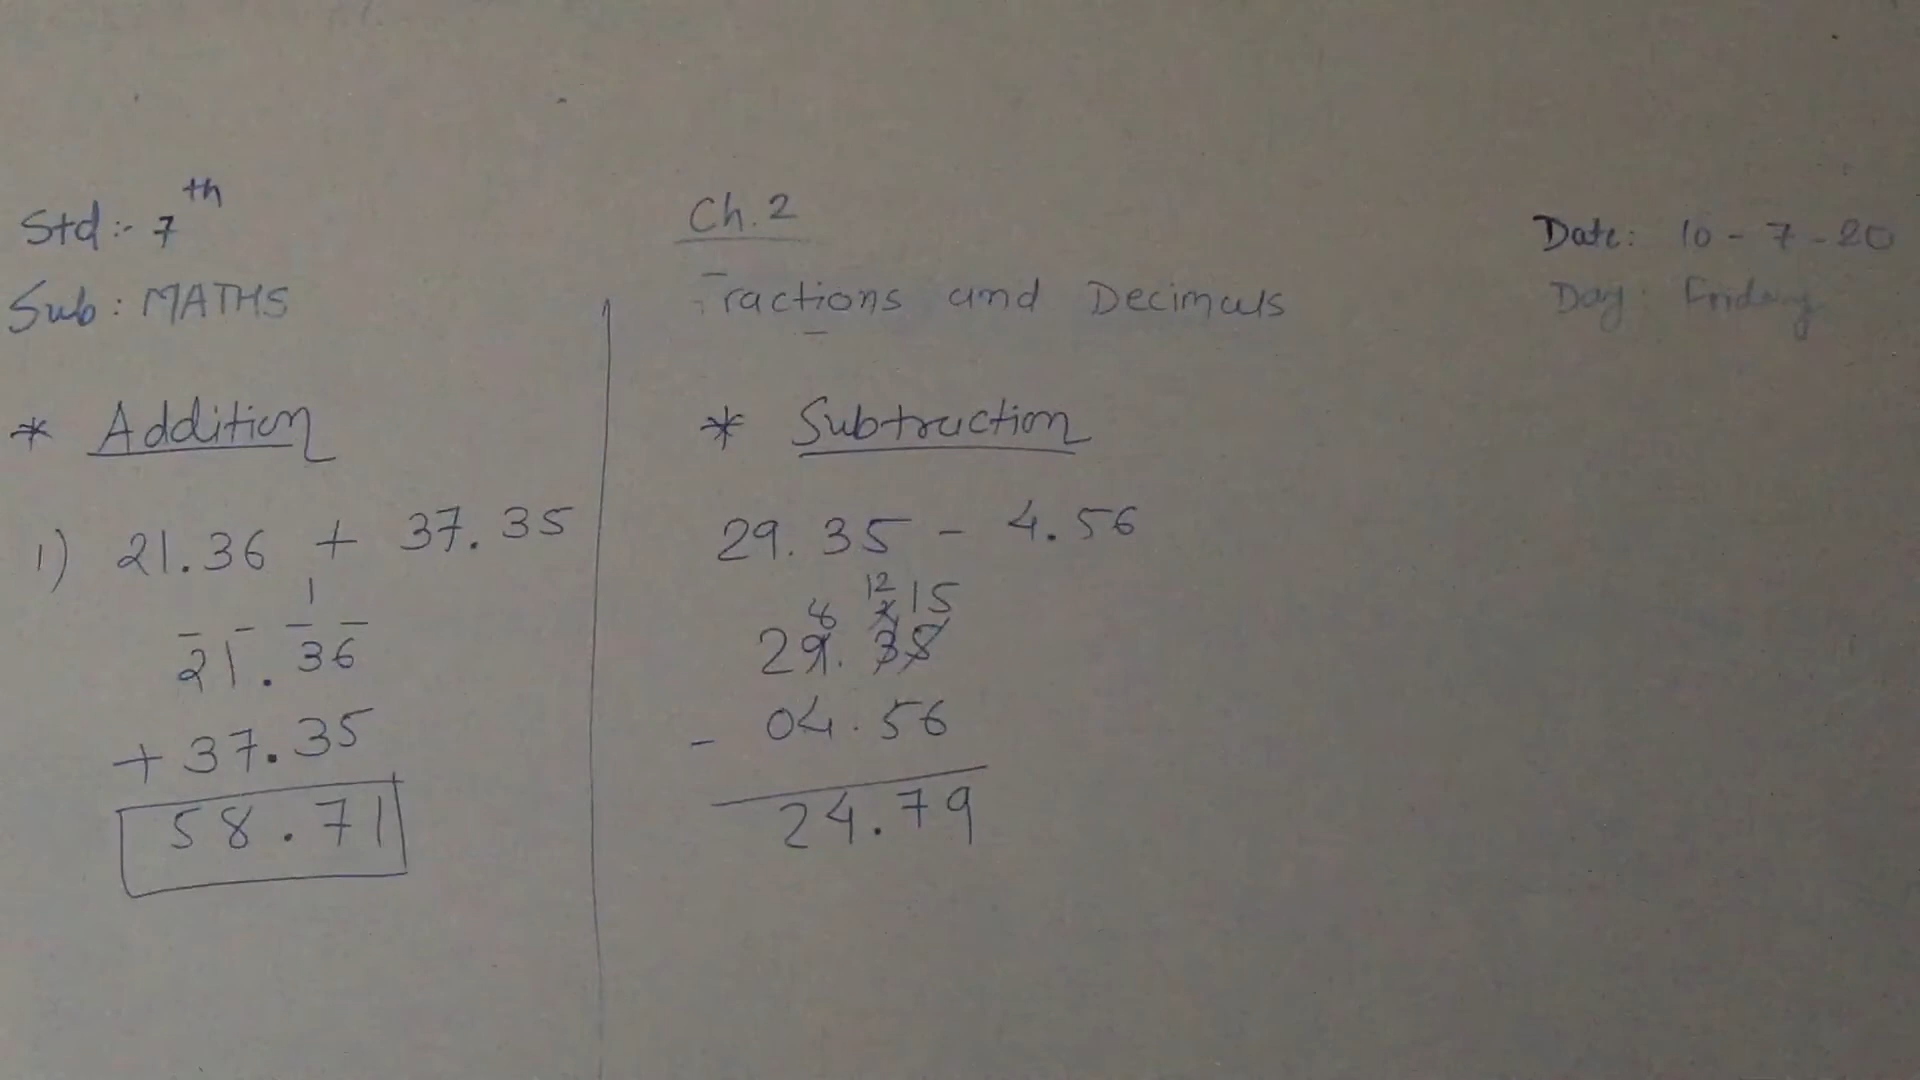 Std:- 7th
Sub: MATHS
Ch. 2
Fractions and Decimals
Date: 10 - 7 - 20
Day: Friday
* Addition
1) 21.36 + 37.35
1
21.36
+ 37.35
58.71
* Subtraction
29.35 - 4.56
12
8 2 15
29.35
- 04.56
24.79